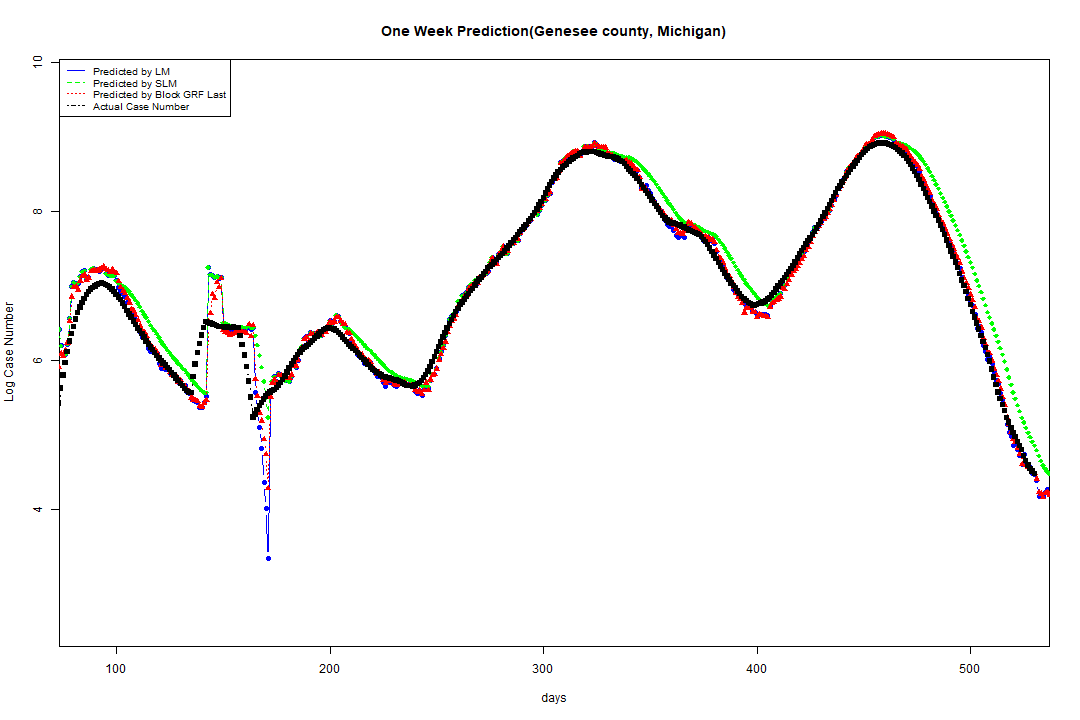 One Week Prediction(Genesee county, Michigan)
Predicted by LM
Predicted by SLM
Predicted by Block GRF Last
Actual Case Number
Log Case Number
10
8
6
4
100 200 300 400 500
days